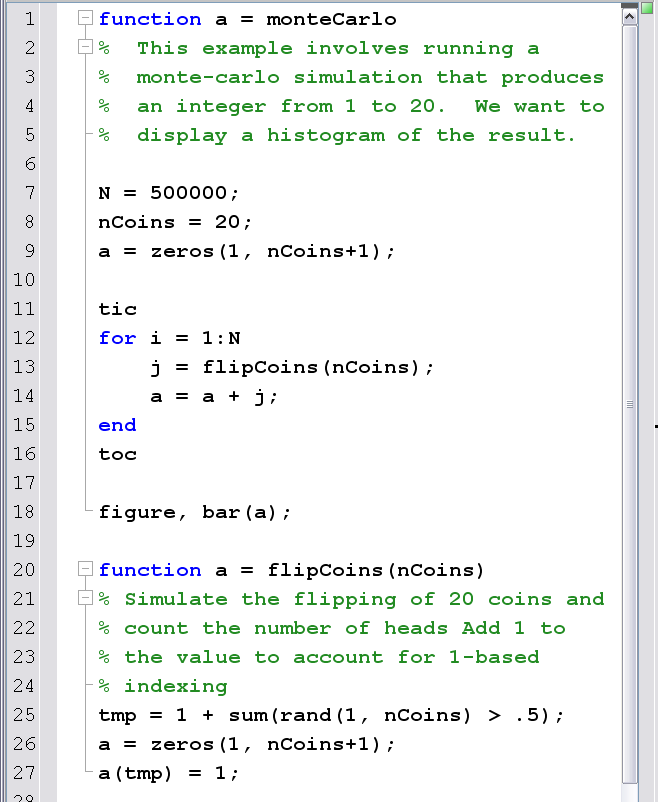 1 function a = monteCarlo
2 %  This example involves running a
3 %  monte-carlo simulation that produces
4 %  an integer from 1 to 20.  We want to
5 %  display a histogram of the result.
6
7 N = 500000;
8 nCoins = 20;
9 a = zeros(1, nCoins+1);
10
11 tic
12 for i = 1:N
13     j = flipCoins(nCoins);
14     a = a + j;
15 end
16 toc
17
18 figure, bar(a);
19
20 function a = flipCoins(nCoins)
21 % Simulate the flipping of 20 coins and
22 % count the number of heads Add 1 to
23 % the value to account for 1-based
24 % indexing
25 tmp = 1 + sum(rand(1, nCoins) > .5);
26 a = zeros(1, nCoins+1);
27 a(tmp) = 1;
28